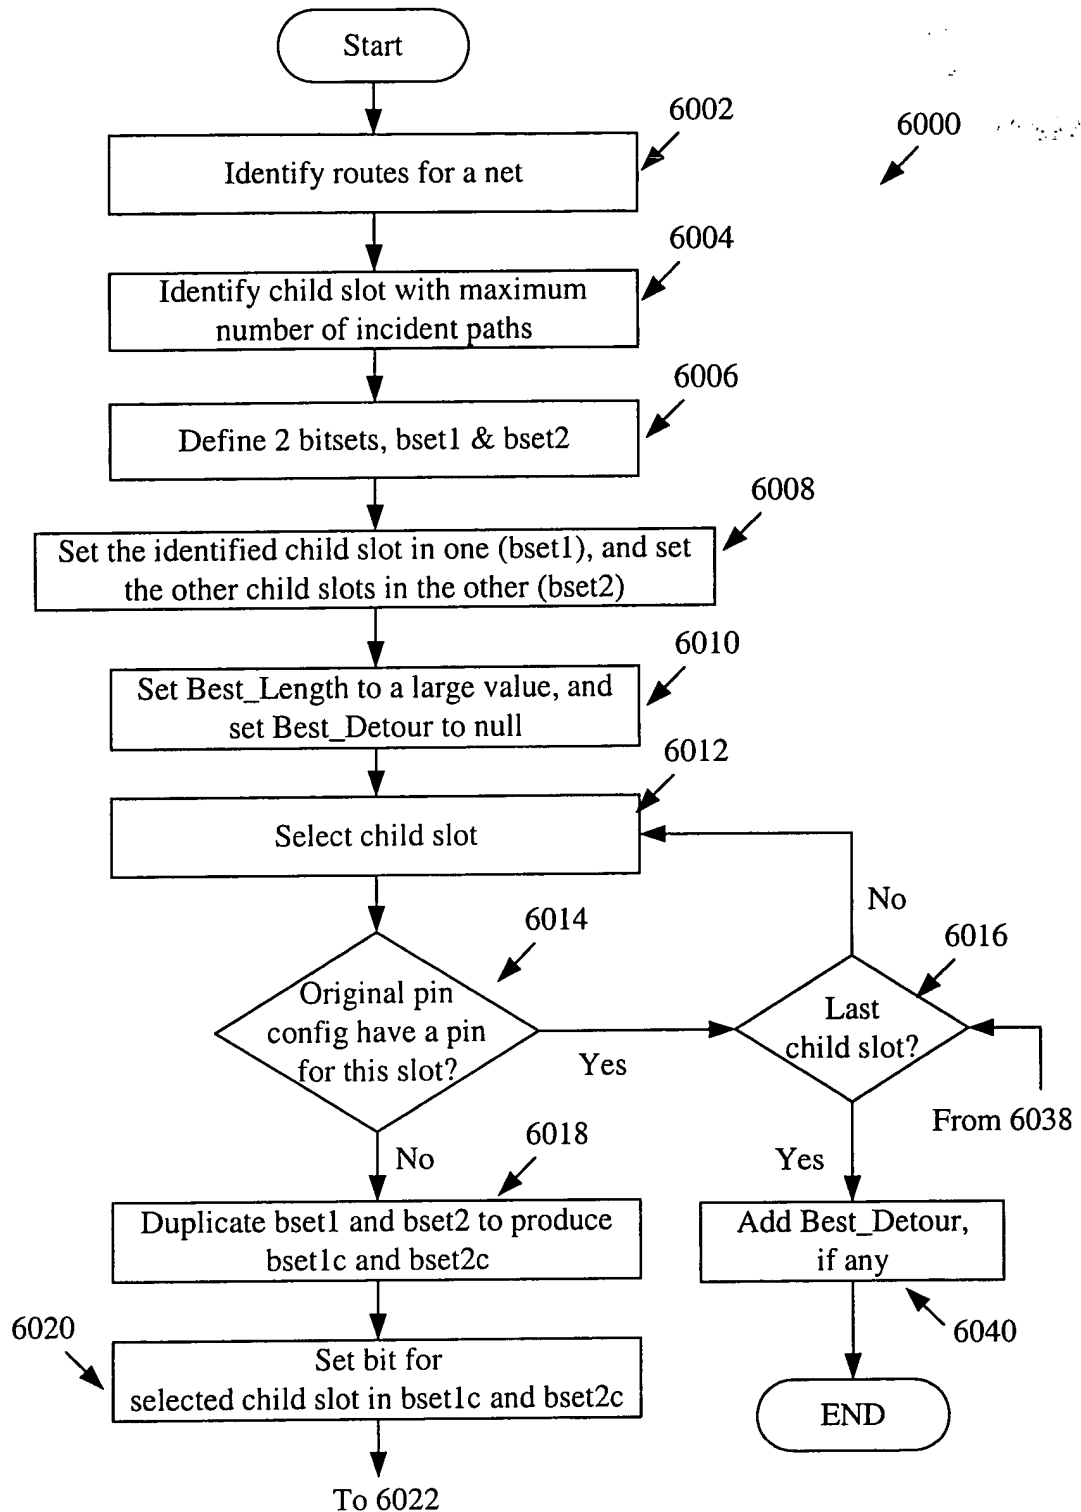 Start
6002
6000
Identify routes for a net
6004
Identify child slot with maximum
number of incident paths
6006
Define 2 bitsets, bset1 & bset2
6008
Set the identified child slot in one (bset1), and set
the other child slots in the other (bset2)
6010
Set Best_Length to a large value, and
set Best_Detour to null
6012
Select child slot
No
6014
6016
Original pin
config have a pin
for this slot?
Last
child slot?
Yes
From 6038
No
6018
Yes
Duplicate bset1 and bset2 to produce
bset1c and bset2c
Add Best_Detour,
if any
6020
6040
Set bit for
selected child slot in bset1c and bset2c
END
To 6022